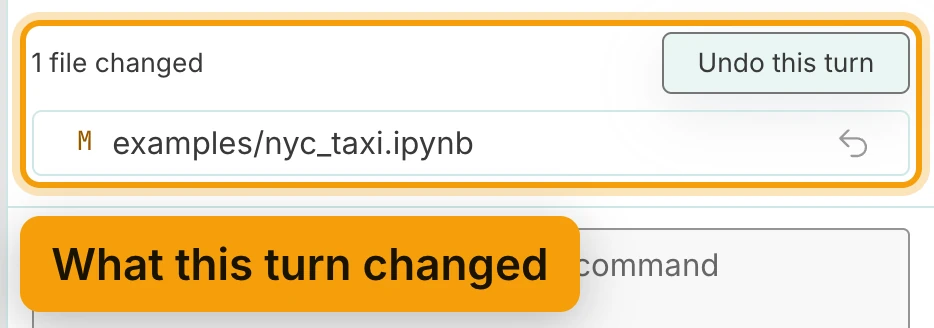 1 file changed
Undo this turn
M examples/nyc_taxi.ipynb
What this turn changed
command